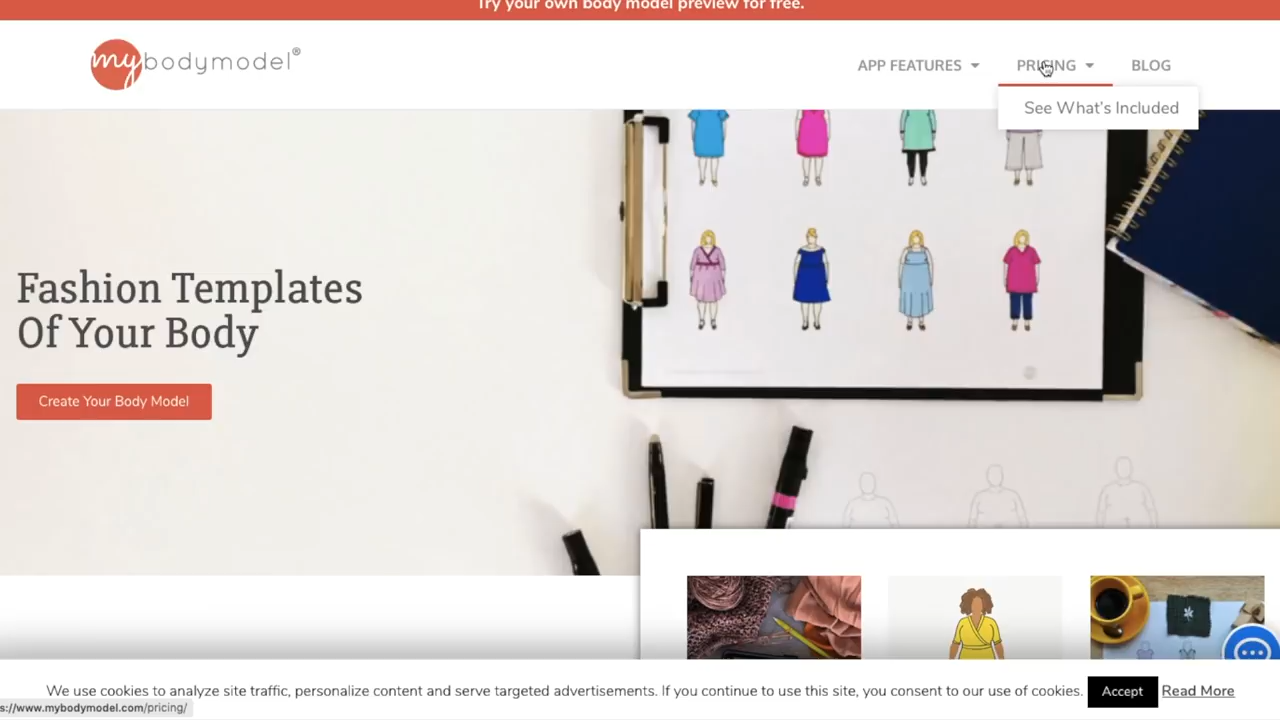 Try your own body model preview for free.
mybodymodel®
APP FEATURES
PRICING
BLOG
See What's Included
Fashion Templates
Of Your Body
Create Your Body Model
We use cookies to analyze site traffic, personalize content and serve targeted advertisements. If you continue to use this site, you consent to our use of cookies.
Accept
Read More
s://www.mybodymodel.com/pricing/